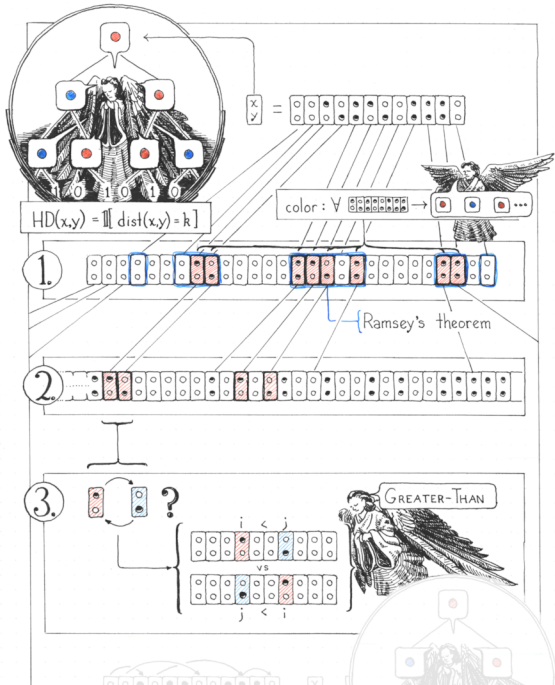 x
y
=
1 0 1 0 1 0
HD(x,y) = 𝟙[ dist(x,y) = k ]
color : ∀ → ...
1.
Ramsey's theorem
2.
3.
?
Greater-Than
i < j
vs
j < i